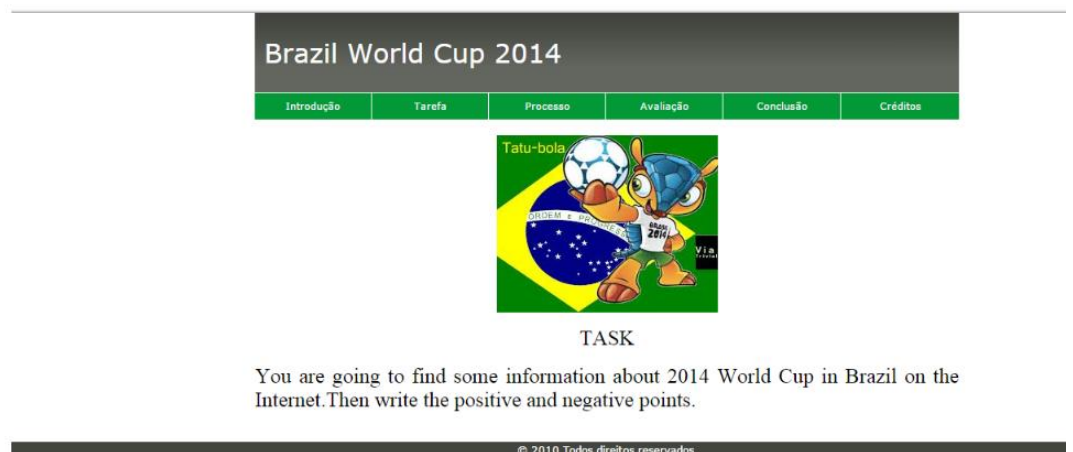 Brazil World Cup 2014
Introdução Tarefa Processo Avaliação Conclusão Créditos
Tatu-bola
ORDEM E PROGRESS
BRASIL
2014
Via
Trivial
TASK
You are going to find some information about 2014 World Cup in Brazil on the
Internet.Then write the positive and negative points.
© 2010 Todos direitos reservados